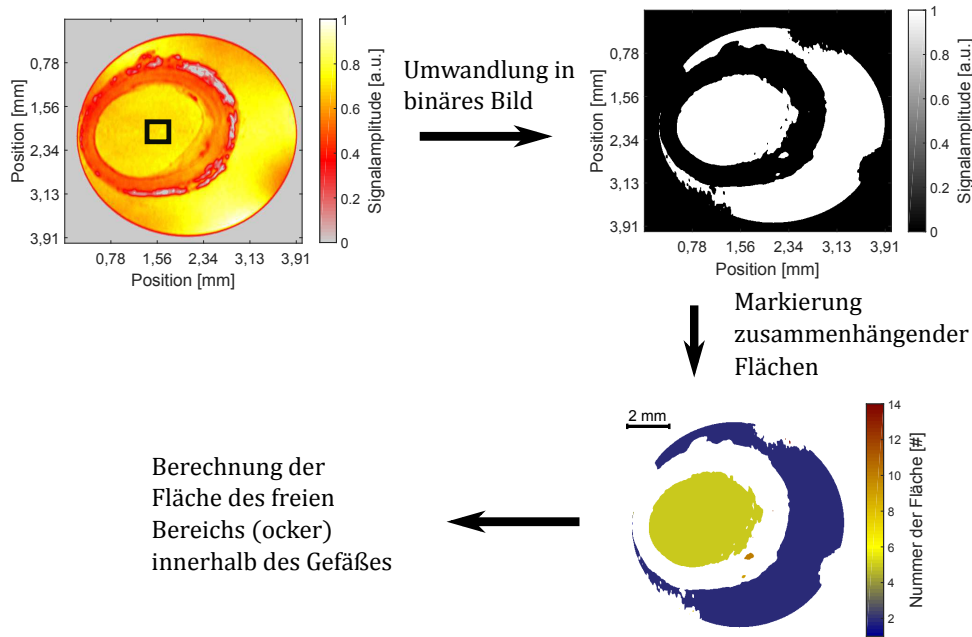 Position [mm]
0,78
1,56
2,34
3,13
3,91
0,78
1,56
2,34
3,13
3,91
Position [mm]
1
0.8
0.6
0.4
0.2
0
Signalamplitude [a.u.]
Umwandlung in
binäres Bild
Position [mm]
0,78
1,56
2,34
3,13
3,91
0,78
1,56
2,34
3,13
3,91
Position [mm]
1
0.8
0.6
0.4
0.2
0
Signalamplitude [a.u.]
Markierung
zusammenhängender
Flächen
2 mm
14
12
10
8
6
4
2
Nummer der Fläche [#]
Berechnung der
Fläche des freien
Bereichs (ocker)
innerhalb des Gefäßes